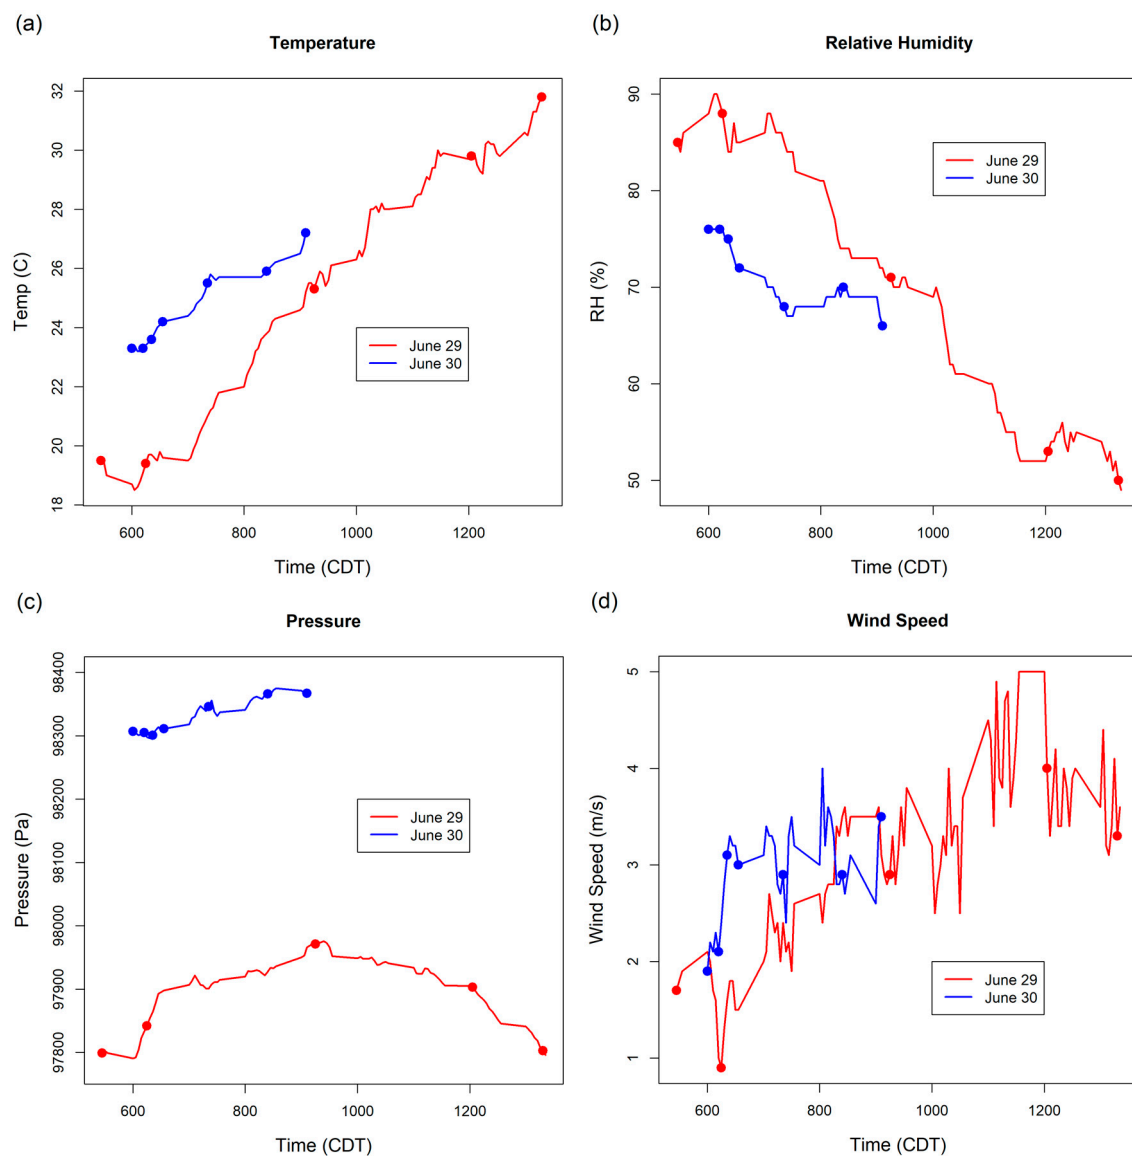 (a)
Temperature
Temp (C)
32
30
28
26
24
22
20
18
June 29
June 30
600
800
1000
1200
Time (CDT)
(b)
Relative Humidity
RH (%)
90
80
70
60
50
June 29
June 30
600
800
1000
1200
Time (CDT)
(c)
Pressure
Pressure (Pa)
98400
98300
98200
98100
98000
97900
97800
June 29
June 30
600
800
1000
1200
Time (CDT)
(d)
Wind Speed
Wind Speed (m/s)
5
4
3
2
1
June 29
June 30
600
800
1000
1200
Time (CDT)